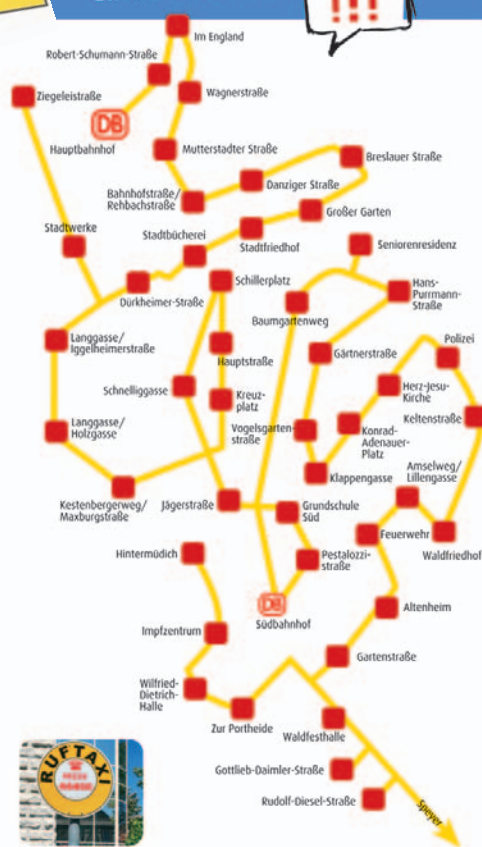 !!!
Im England
Robert-Schumann-Straße
Ziegeleistraße
Wagnerstraße
DB
Hauptbahnhof
Mutterstadter Straße
Breslauer Straße
Danziger Straße
Bahnhofstraße/
Rehbachstraße
Großer Garten
Stadtwerke
Stadtbücherei
Stadtfriedhof
Seniorenresidenz
Schillerplatz
Dürkheimer-Straße
Hans-
Purrmann-
Straße
Baumgartenweg
Langgasse/
Iggelheimerstraße
Hauptstraße
Gärtnerstraße
Polizei
Schnelliggasse
Kreuz-
platz
Herz-Jesu-
Kirche
Keltenstraße
Langgasse/
Holzgasse
Vogelsgarten-
straße
Konrad-
Adenauer-
Platz
Klappengasse
Amselweg/
Lillengasse
Kestenbergerweg/
Maxburgstraße
Jägerstraße
Grundschule
Süd
Feuerwehr
Waldfriedhof
Hintermüdich
Pestalozzi-
straße
DB
Südbahnhof
Altenheim
Impfzentrum
Gartenstraße
Wilfried-
Dietrich-
Halle
Zur Portheide
Waldfesthalle
Gottlieb-Daimler-Straße
Rudolf-Diesel-Straße
Speyer
RUFTAXI